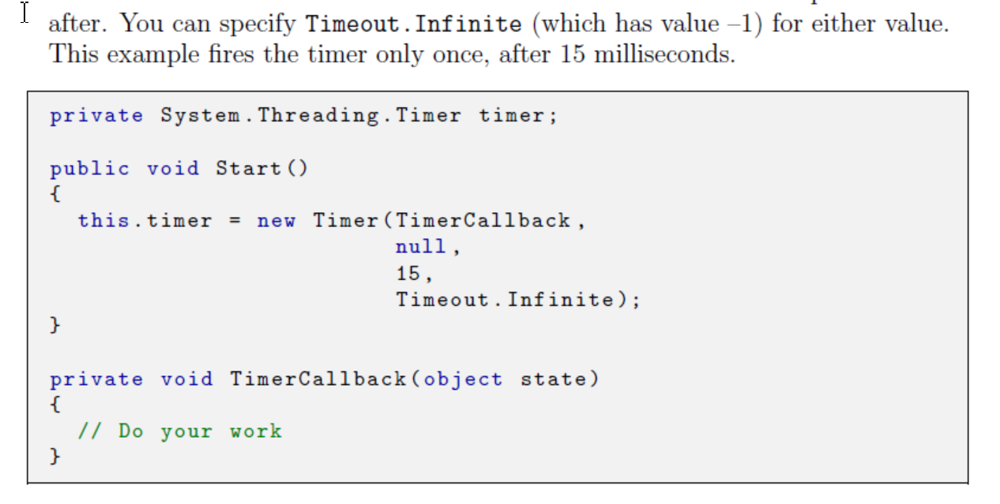 after. You can specify Timeout.Infinite (which has value –1) for either value.
This example fires the timer only once, after 15 milliseconds.
private System.Threading.Timer timer;
public void Start()
{
this.timer = new Timer(TimerCallback,
null,
15,
Timeout.Infinite);
}
private void TimerCallback(object state)
{
// Do your work
}